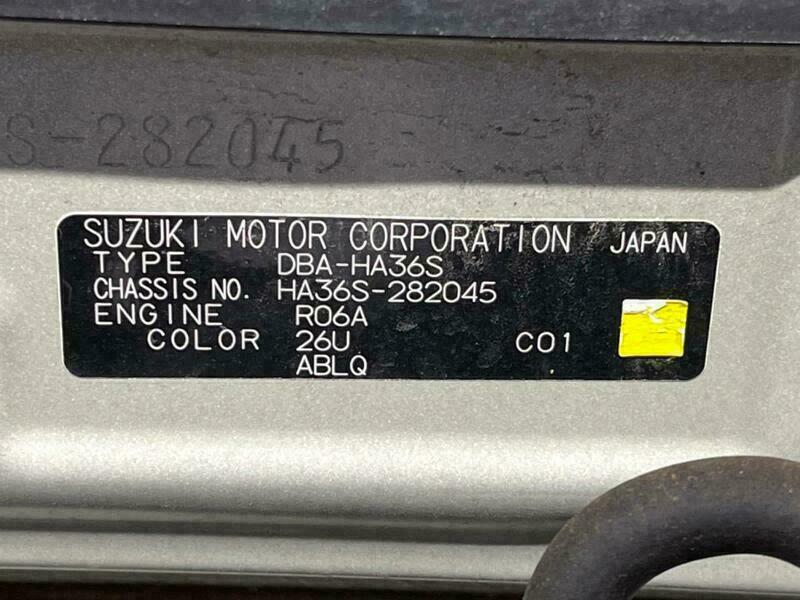 S-282045
SUZUKI MOTOR CORPORATION JAPAN
TYPE DBA-HA36S
CHASSIS NO. HA36S-282045
ENGINE R06A
COLOR 26U C01
ABLQ